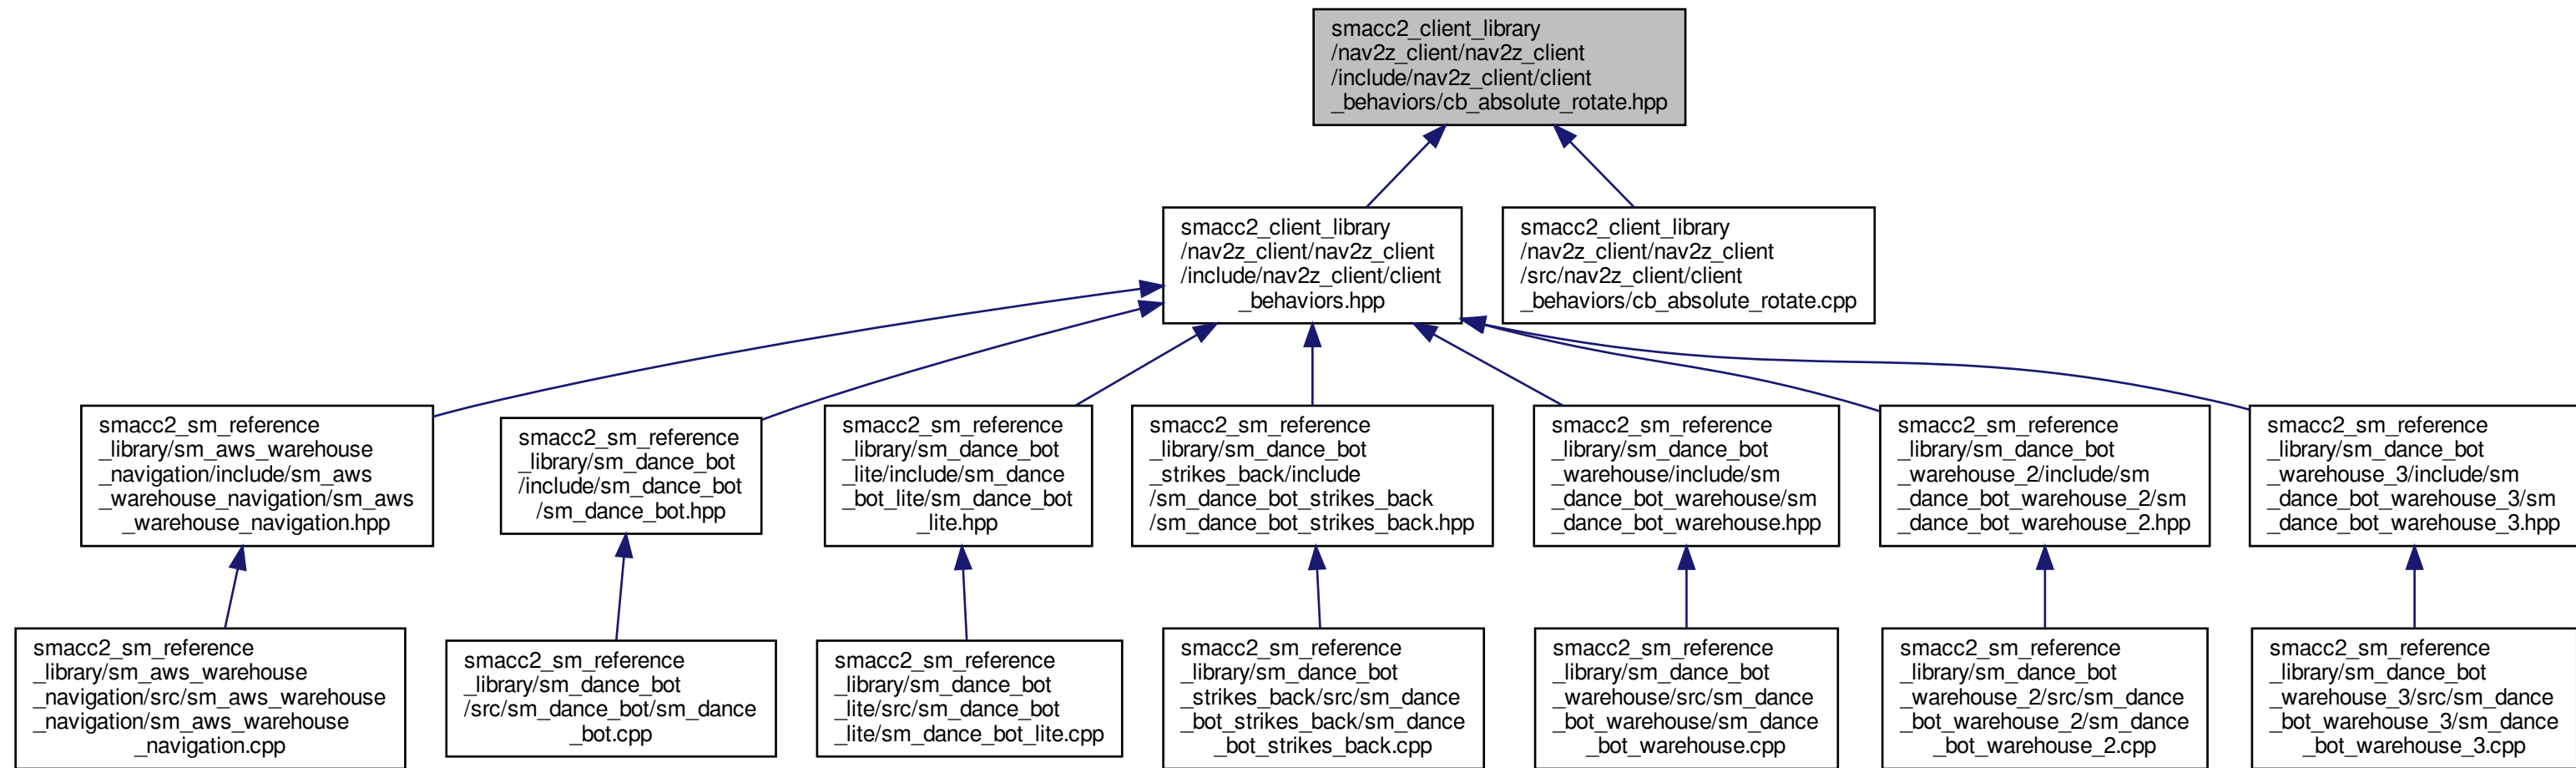 smacc2_client_library
/nav2z_client/nav2z_client
/include/nav2z_client/client
_behaviors/cb_absolute_rotate.hpp
smacc2_client_library
/nav2z_client/nav2z_client
/include/nav2z_client/client
_behaviors.hpp
smacc2_client_library
/nav2z_client/nav2z_client
/src/nav2z_client/client
_behaviors/cb_absolute_rotate.cpp
smacc2_sm_reference
_library/sm_aws_warehouse
_navigation/include/sm_aws
_warehouse_navigation/sm_aws
_warehouse_navigation.hpp
smacc2_sm_reference
_library/sm_dance_bot
/include/sm_dance_bot
/sm_dance_bot.hpp
smacc2_sm_reference
_library/sm_dance_bot
_lite/include/sm_dance
_bot_lite/sm_dance_bot
_lite.hpp
smacc2_sm_reference
_library/sm_dance_bot
_strikes_back/include
/sm_dance_bot_strikes_back
/sm_dance_bot_strikes_back.hpp
smacc2_sm_reference
_library/sm_dance_bot
_warehouse/include/sm
_dance_bot_warehouse/sm
_dance_bot_warehouse.hpp
smacc2_sm_reference
_library/sm_dance_bot
_warehouse_2/include/sm
_dance_bot_warehouse_2/sm
_dance_bot_warehouse_2.hpp
smacc2_sm_reference
_library/sm_dance_bot
_warehouse_3/include/sm
_dance_bot_warehouse_3/sm
_dance_bot_warehouse_3.hpp
smacc2_sm_reference
_library/sm_aws_warehouse
_navigation/src/sm_aws_warehouse
_navigation/sm_aws_warehouse
_navigation.cpp
smacc2_sm_reference
_library/sm_dance_bot
/src/sm_dance_bot/sm_dance
_bot.cpp
smacc2_sm_reference
_library/sm_dance_bot
_lite/src/sm_dance_bot
_lite/sm_dance_bot_lite.cpp
smacc2_sm_reference
_library/sm_dance_bot
_strikes_back/src/sm_dance
_bot_strikes_back/sm_dance
_bot_strikes_back.cpp
smacc2_sm_reference
_library/sm_dance_bot
_warehouse/src/sm_dance
_bot_warehouse/sm_dance
_bot_warehouse.cpp
smacc2_sm_reference
_library/sm_dance_bot
_warehouse_2/src/sm_dance
_bot_warehouse_2/sm_dance
_bot_warehouse_2.cpp
smacc2_sm_reference
_library/sm_dance_bot
_warehouse_3/src/sm_dance
_bot_warehouse_3/sm_dance
_bot_warehouse_3.cpp